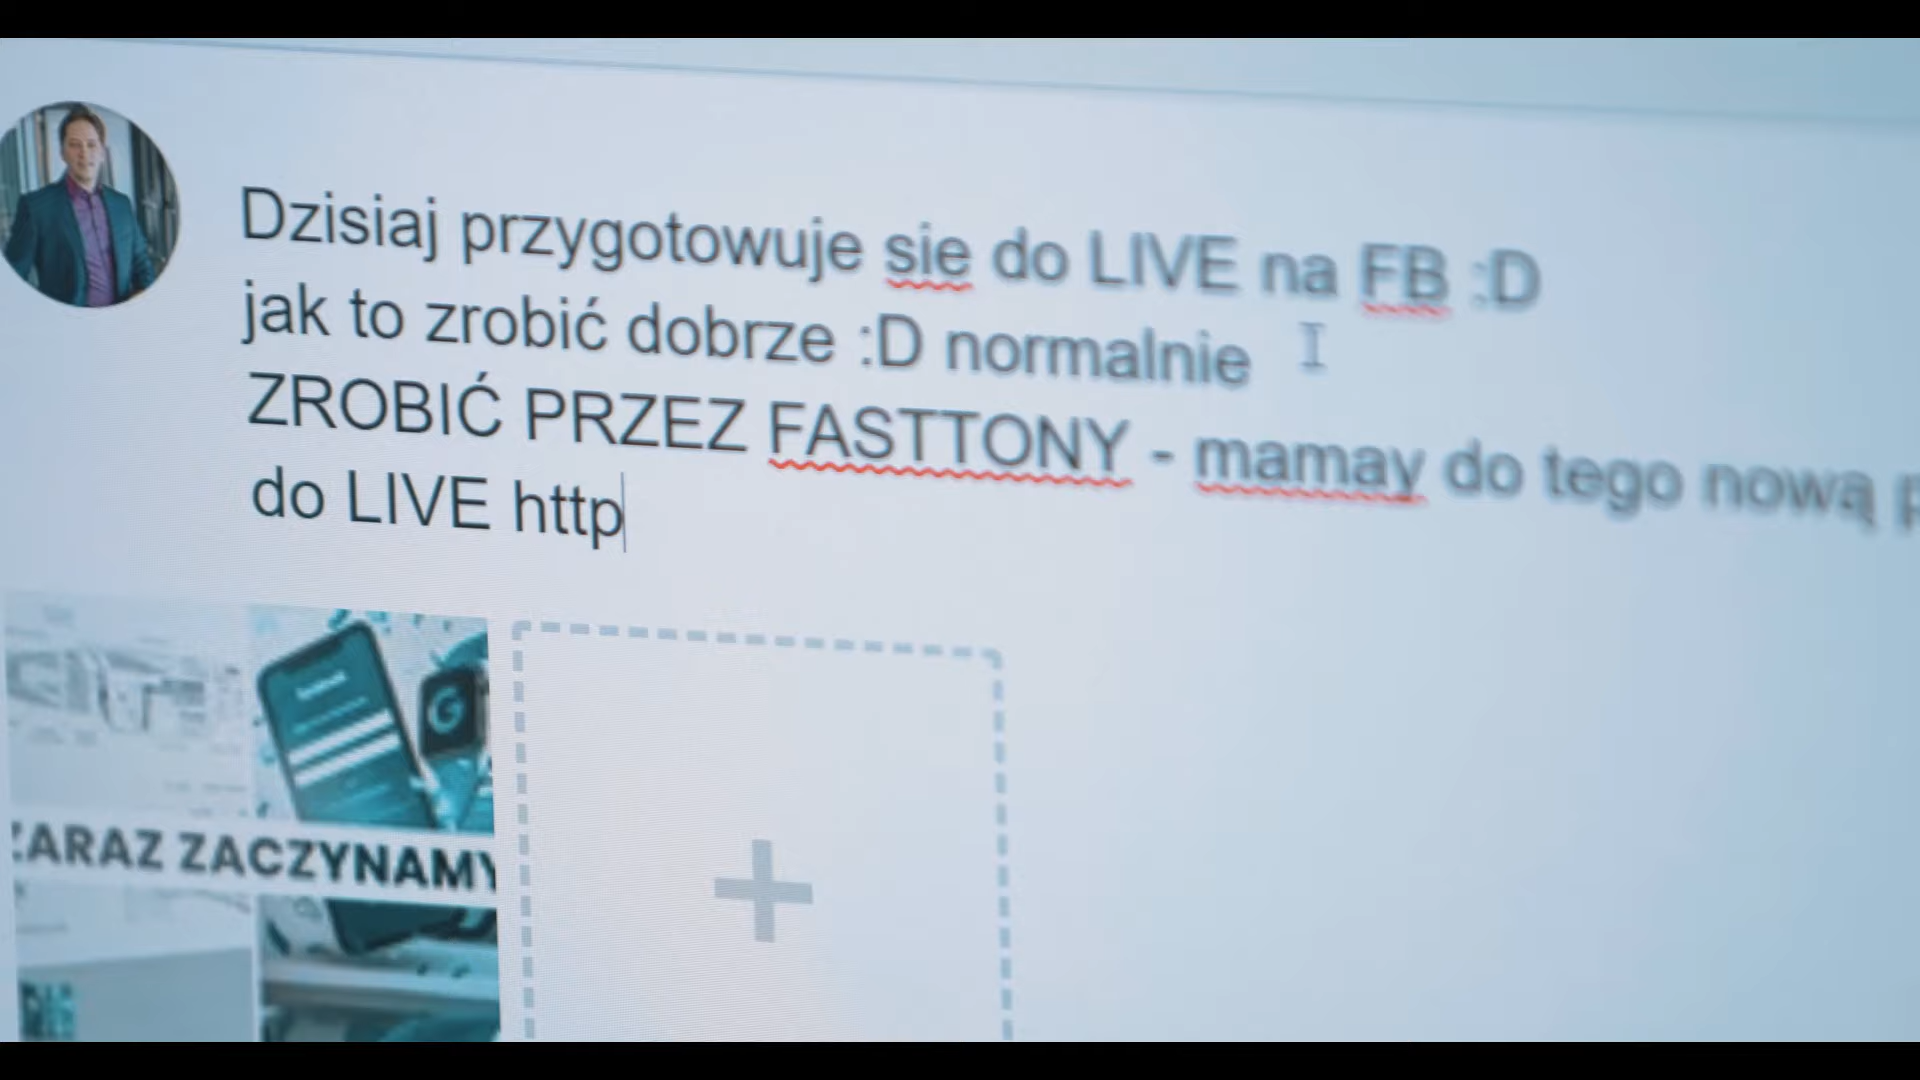 Dzisiaj przygotowuje sie do LIVE na FB :D
jak to zrobić dobrze :D normalnie
ZROBIĆ PRZEZ FASTTONY - mamay do tego nową
do LIVE http
G
ZARAZ ZACZYNAMY